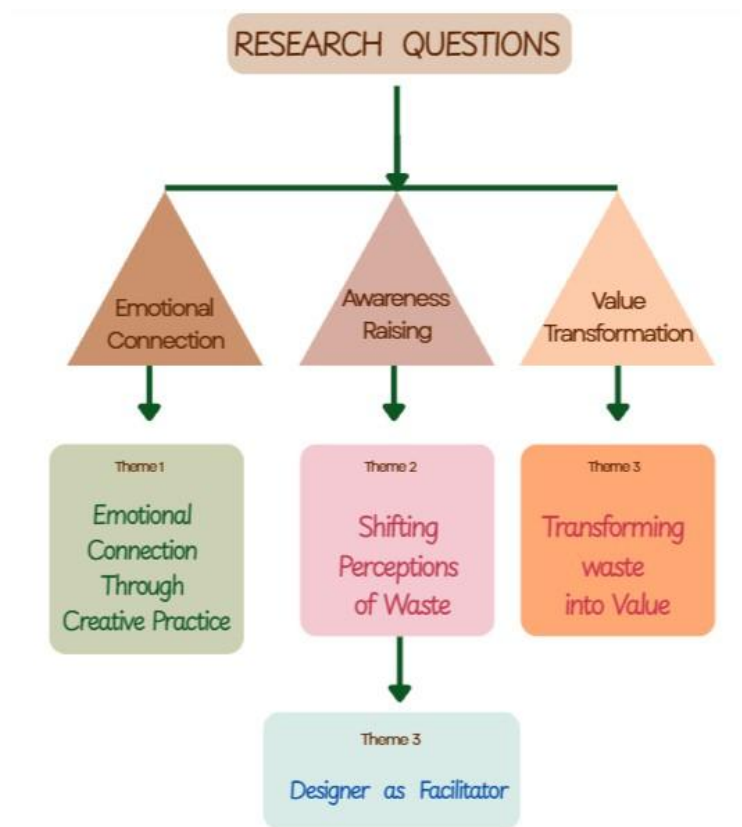 RESEARCH QUESTIONS
Emotional
Connection
Awareness
Raising
Value
Transformation
Theme 1
Emotional
Connection
Through
Creative Practice
Theme 2
Shifting
Perceptions
of Waste
Theme 3
Transforming
waste
into Value
Theme 3
Designer as Facilitator